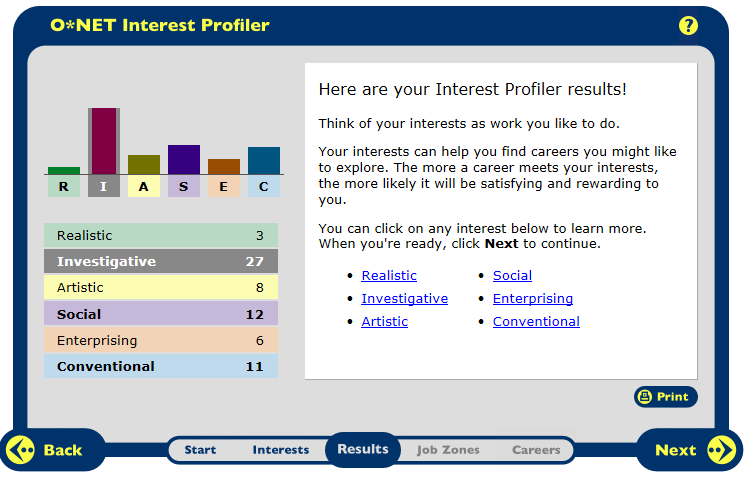 O*NET Interest Profiler
?
R I A S E C
Realistic 3
Investigative 27
Artistic 8
Social 12
Enterprising 6
Conventional 11
Here are your Interest Profiler results!
Think of your interests as work you like to do.
Your interests can help you find careers you might like
to explore. The more a career meets your interests,
the more likely it will be satisfying and rewarding to
you.
You can click on any interest below to learn more.
When you're ready, click Next to continue.
• Realistic • Social
• Investigative • Enterprising
• Artistic • Conventional
Print
Back Start Interests Results Job Zones Careers Next